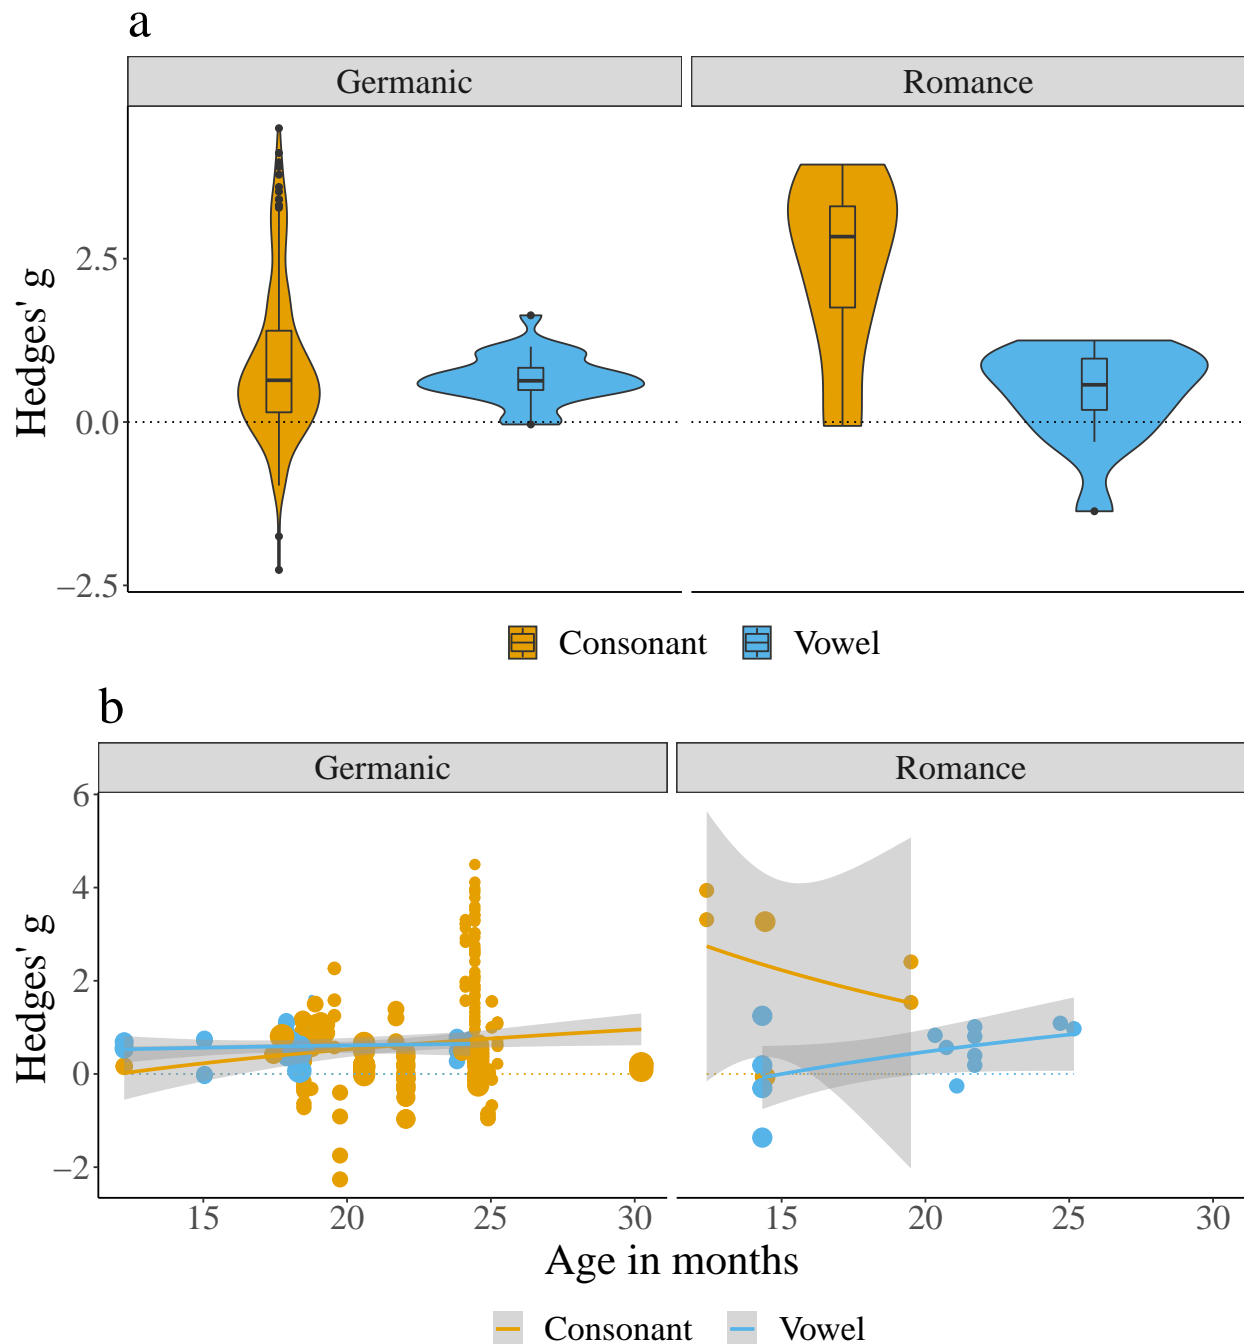 a
Germanic Romance
Hedges' g
2.5
0.0
−2.5
Consonant Vowel
b
Germanic Romance
Hedges' g
6
4
2
0
−2
15 20 25 30 15 20 25 30
Age in months
Consonant Vowel